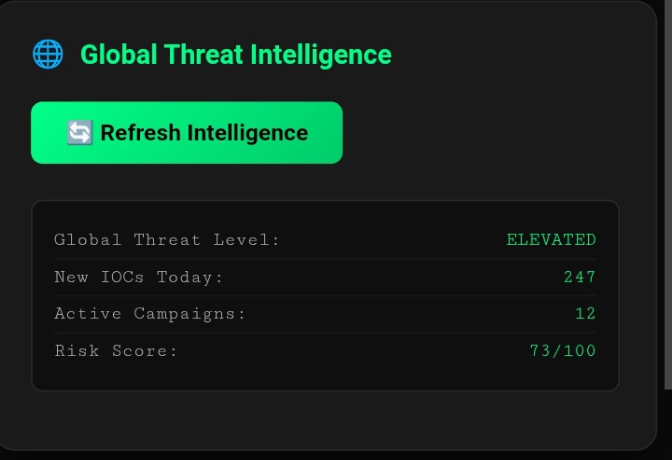 Global Threat Intelligence
Refresh Intelligence
Global Threat Level: ELEVATED
New IOCs Today: 247
Active Campaigns: 12
Risk Score: 73/100